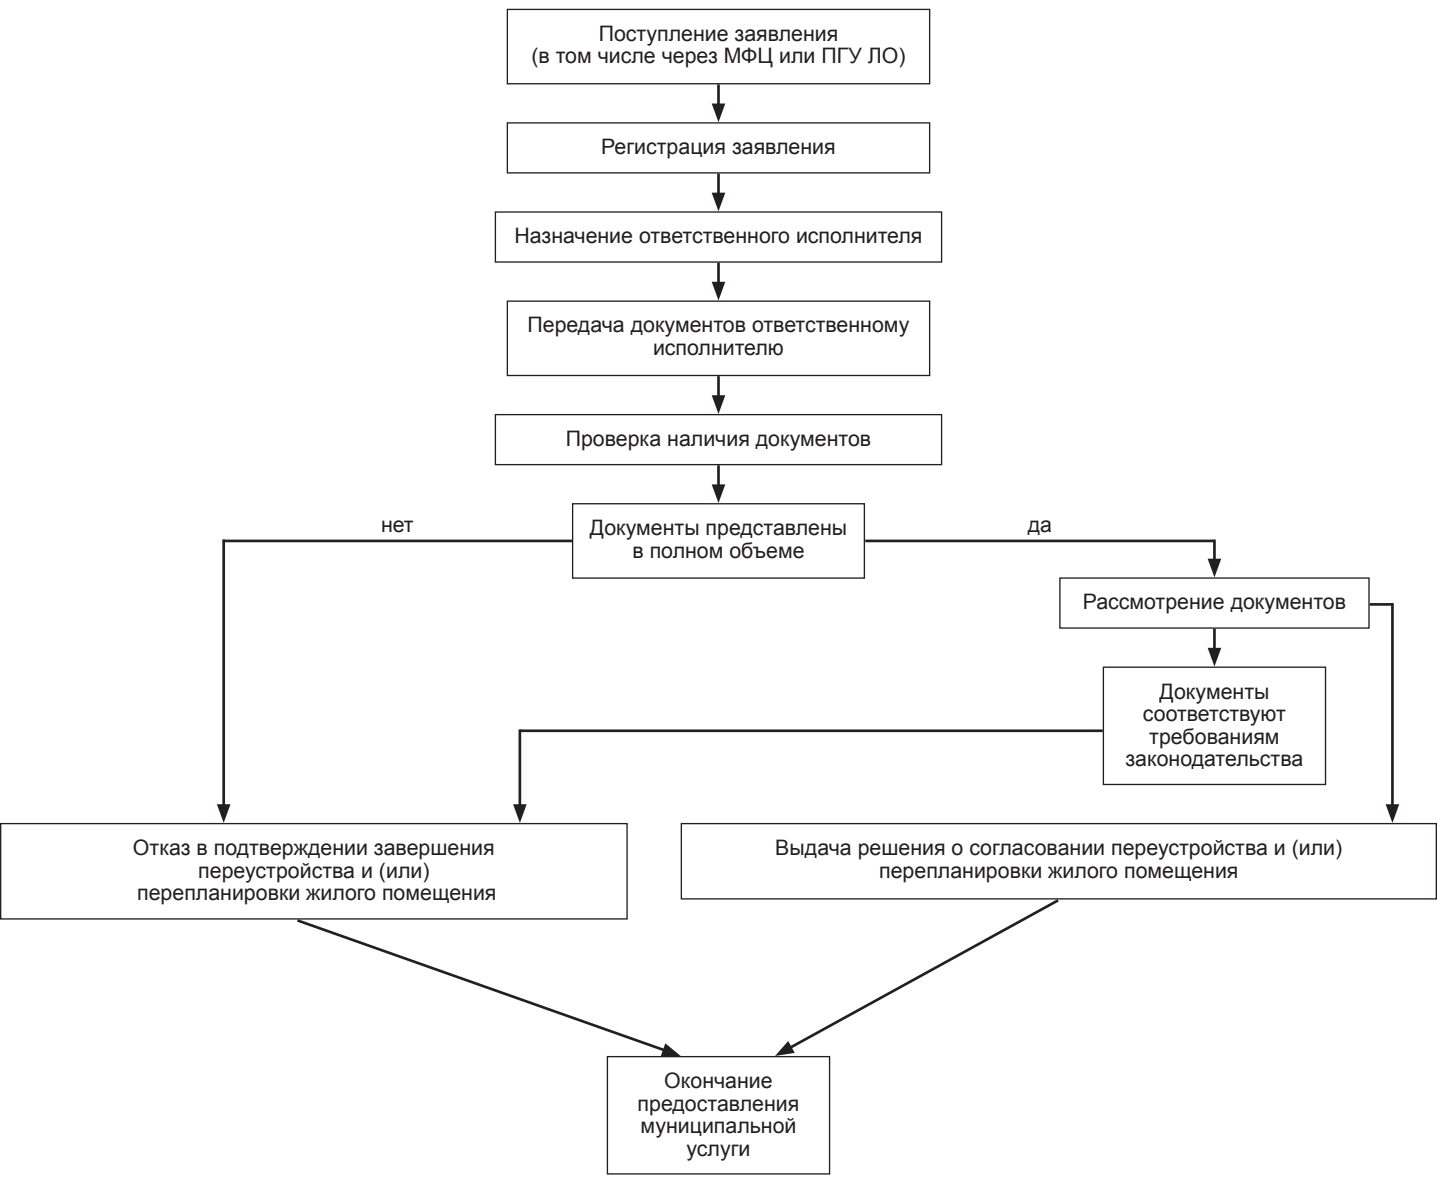 Поступление заявления
(в том числе через МФЦ или ПГУ ЛО)
Регистрация заявления
Назначение ответственного исполнителя
Передача документов ответственному
исполнителю
Проверка наличия документов
нет
Документы представлены
в полном объеме
да
Рассмотрение документов
Документы
соответствуют
требованиям
законодательства
Отказ в подтверждении завершения
переустройства и (или)
перепланировки жилого помещения
Выдача решения о согласовании переустройства и (или)
перепланировки жилого помещения
Окончание
предоставления
муниципальной
услуги